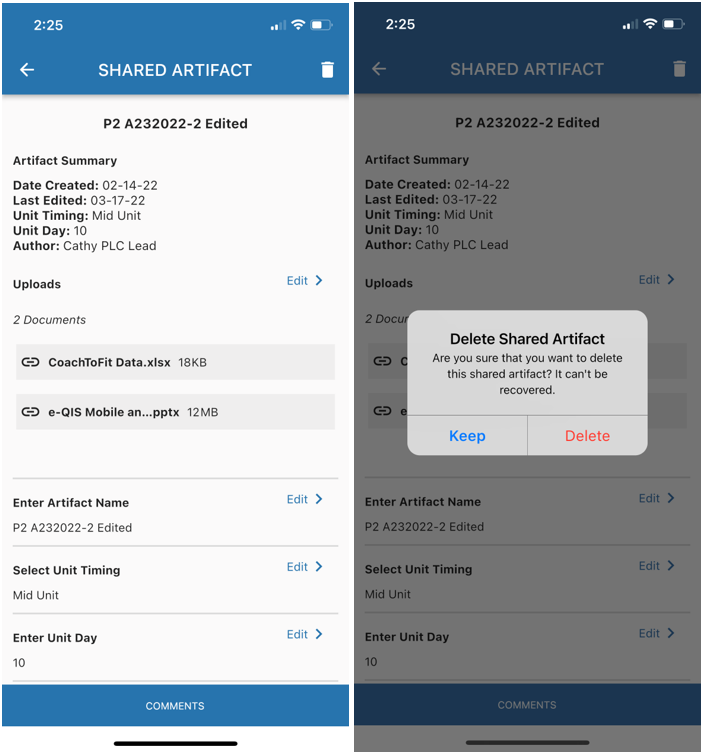 2:25
SHARED ARTIFACT
P2 A232022-2 Edited
Artifact Summary
Date Created: 02-14-22
Last Edited: 03-17-22
Unit Timing: Mid Unit
Unit Day: 10
Author: Cathy PLC Lead
Uploads
Edit
2 Documents
CoachToFit Data.xlsx 18KB
e-QIS Mobile an...pptx 12MB
Enter Artifact Name
Edit
P2 A232022-2 Edited
Select Unit Timing
Edit
Mid Unit
Enter Unit Day
Edit
10
COMMENTS
2:25
SHARED ARTIFACT
P2 A232022-2 Edited
Artifact Summary
Date Created: 02-14-22
Last Edited: 03-17-22
Unit Timing: Mid Unit
Unit Day: 10
Author: Cathy PLC Lead
Uploads
Edit
2 Docu
Delete Shared Artifact
Are you sure that you want to delete
this shared artifact? It can't be
recovered.
C
e
Keep
Delete
Enter Artifact Name
Edit
P2 A232022-2 Edited
Select Unit Timing
Edit
Mid Unit
Enter Unit Day
Edit
10
COMMENTS